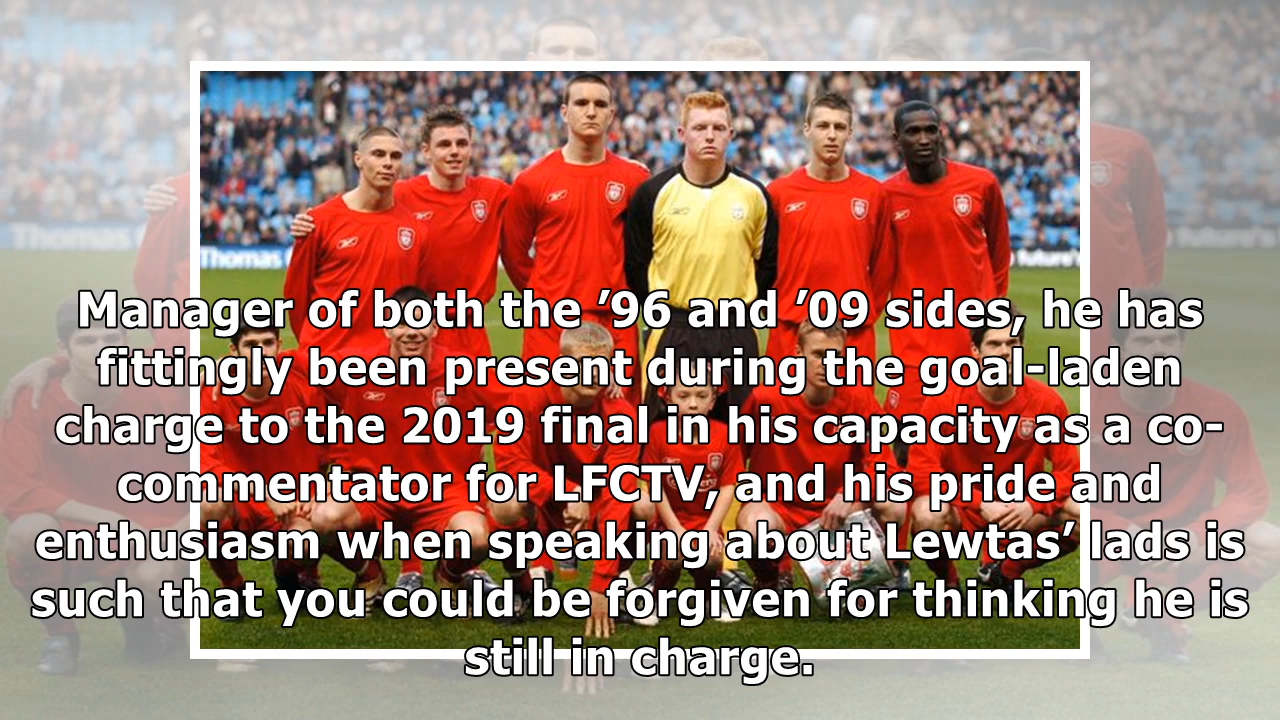 Thomas
future's
Manager of both the ’96 and ’09 sides, he has
fittingly been present during the goal-laden
charge to the 2019 final in his capacity as a co-
commentator for LFCTV, and his pride and
enthusiasm when speaking about Lewtas’ lads is
such that you could be forgiven for thinking he is
still in charge.